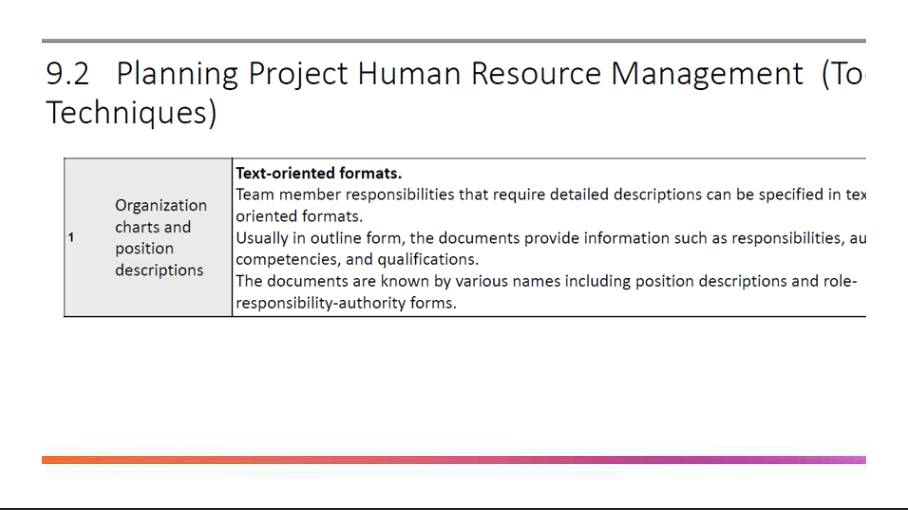 9.2 Planning Project Human Resource Management (To
Techniques)
1
Organization
charts and
position
descriptions
Text-oriented formats.
Team member responsibilities that require detailed descriptions can be specified in tex
oriented formats.
Usually in outline form, the documents provide information such as responsibilities, au
competencies, and qualifications.
The documents are known by various names including position descriptions and role-
responsibility-authority forms.